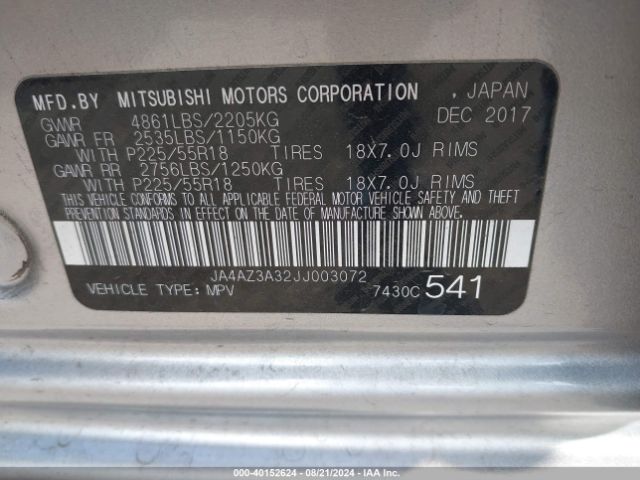 MFD.BY MITSUBISHI MOTORS CORPORATION , JAPAN
GVWR 4861LBS/2205KG DEC 2017
GAWR FR 2535LBS/1150KG
WITH P225/55R18 TIRES 18X7.0J RIMS
GAWR RR 2756LBS/1250KG
WITH P225/55R18 TIRES 18X7.0J RIMS
THIS VEHICLE CONFORMS TO ALL APPLICABLE FEDERAL MOTOR VEHICLE SAFETY AND THEFT
PREVENTION STANDARDS IN EFFECT ON THE DATE OF MANUFACTURE SHOWN ABOVE.
JA4AZ3A32JJ003072
VEHICLE TYPE: MPV 7430C 541
000-40152624 - 08/21/2024 - IAA Inc.